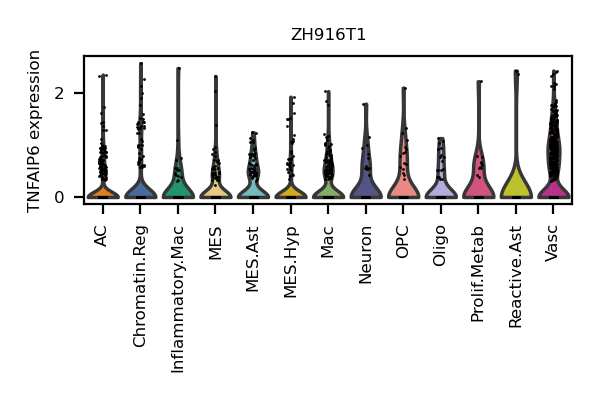 ZH916T1
TNFAIP6 expression
2
0
AC
Chromatin.Reg
Inflammatory.Mac
MES
MES.Ast
MES.Hyp
Mac
Neuron
OPC
Oligo
Prolif.Metab
Reactive.Ast
Vasc